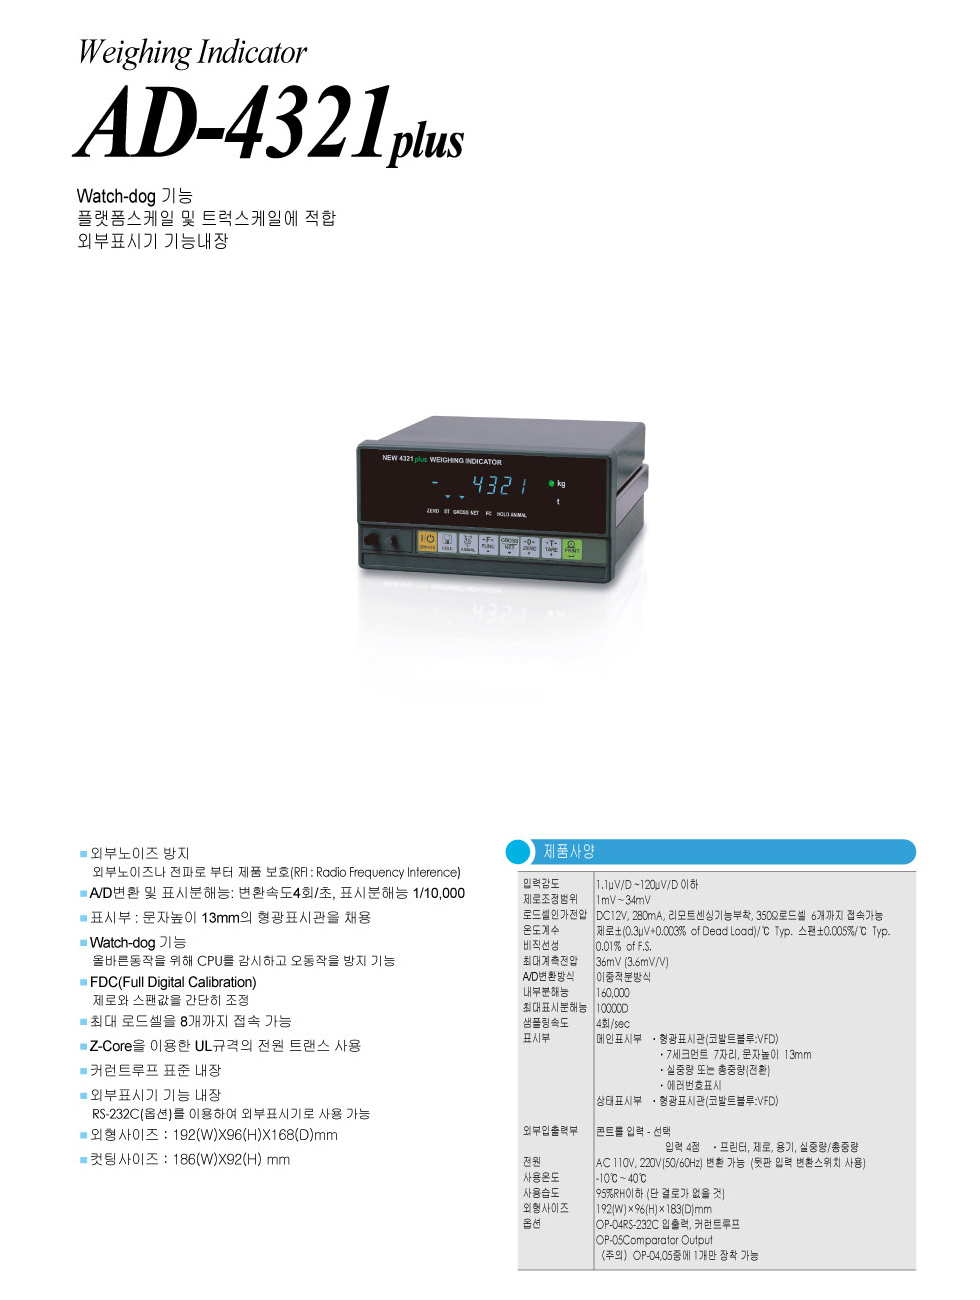 Weighing Indicator
AD-4321plus
Watch-dog 기능
플랫폼스케일 및 트럭스케일에 적합
외부표시기 기능내장
NEW 4321 plus WEIGHING INDICATOR
- 4321
kg
t
ZERO ST GROSS NET FC HOLD ANIMAL
I/
HOLD ANIMAL F FUNC GROSS NET →0← ZERO →T← TARE PRINT
외부노이즈 방지
외부노이즈나 전파로 부터 제품 보호(RFI : Radio Frequency Inference)
A/D변환 및 표시분해능: 변환속도4회/초, 표시분해능 1/10,000
표시부 : 문자높이 13mm의 형광표시관을 채용
Watch-dog 기능
올바른동작을 위해 CPU를 감시하고 오동작을 방지 기능
FDC(Full Digital Calibration)
제로와 스팬값을 간단히 조정
최대 로드셀을 8개까지 접속 가능
Z-Core을 이용한 UL규격의 전원 트랜스 사용
커런트루프 표준 내장
외부표시기 기능 내장
RS-232C(옵션)를 이용하여 외부표시기로 사용 가능
외형사이즈 : 192(W)X96(H)X168(D)mm
컷팅사이즈 : 186(W)X92(H) mm
제품사양
입력감도 1.1μV/D ~120μV/D 이하
제로조정범위 1mV~34mV
로드셀인가전압 DC12V, 280mA, 리모트센싱기능부착, 350Ω로드셀 6개까지 접속가능
온도계수 제로±(0.3μV+0.003% of Dead Load)/℃ Typ. 스팬±0.005%/℃ Typ.
비직선성 0.01% of F.S.
최대계측전압 36mV (3.6mV/V)
A/D변환방식 이중적분방식
내부분해능 160,000
최대표시분해능 10000D
샘플링속도 4회/sec
표시부 메인표시부 ・형광표시관(코발트블루:VFD)
・7세크먼트 7자리, 문자높이 13mm
・실중량 또는 총중량(전환)
・에러번호표시
상태표시부 ・형광표시관(코발트블루:VFD)
외부입출력부 콘트롤 입력 - 선택
입력 4점 ・프린터, 제로, 용기, 실중량/총중량
전원 AC 110V, 220V(50/60Hz) 변환 가능 (뒷판 입력 변환스위치 사용)
사용온도 -10℃~40℃
사용습도 95%RH이하 (단 결로가 없을 것)
외형사이즈 192(W)×96(H)×183(D)mm
옵션 OP-04RS-232C 입출력, 커런트루프
OP-05Comparator Output
(주의) OP-04,05중에 1개만 장착 가능